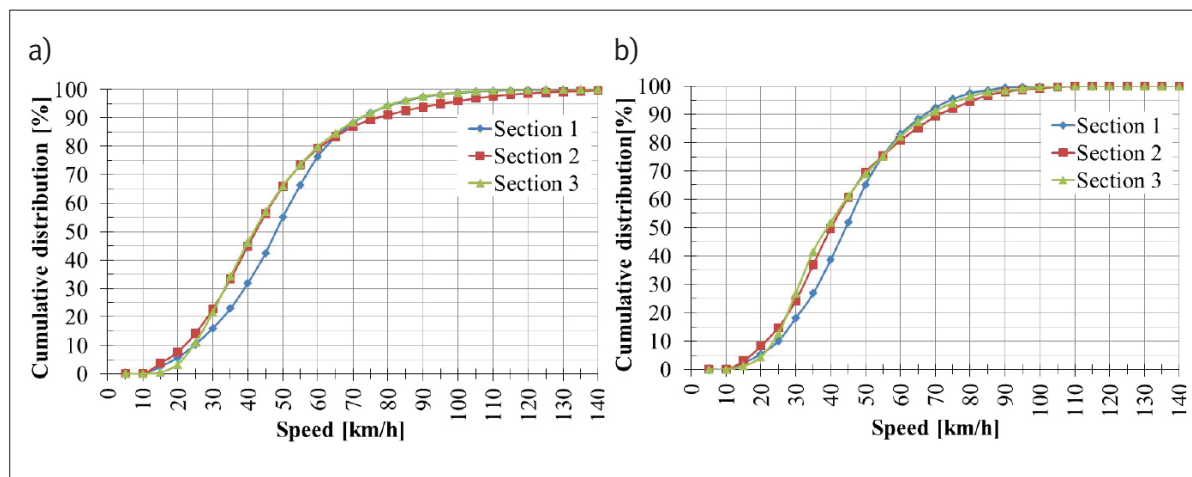 a)
Cumulative distribution [%]
100
90
80
70
60
50
40
30
20
10
0
Section 1
Section 2
Section 3
0 10 20 30 40 50 60 70 80 90 100 110 120 130 140
Speed [km/h]
b)
Cumulative distribution[%]
100
90
80
70
60
50
40
30
20
10
0
Section 1
Section 2
Section 3
0 10 20 30 40 50 60 70 80 90 100 110 120 130 140
Speed [km/h]